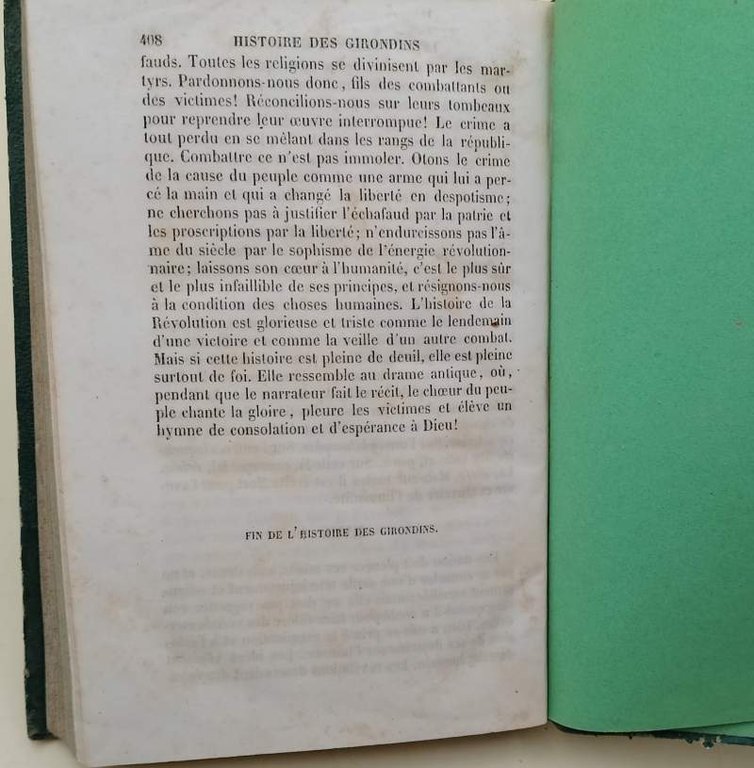 408 HISTOIRE DES GIRONDINS
fauds. Toutes les religions se divinisent par les mar-
tyrs. Pardonnons-nous donc, fils des combattants ou
des victimes! Réconcilions-nous sur leurs tombeaux
pour reprendre leur œuvre interrompue! Le crime a
tout perdu en se mêlant dans les rangs de la républi-
que. Combattre ce n'est pas immoler. Otons le crime
de la cause du peuple comme une arme qui lui a per-
cé la main et qui a changé la liberté en despotisme;
ne cherchons pas à justifier l'échafaud par la patrie et
les proscriptions par la liberté; n'endurcissons pas l'â-
me du siècle par le sophisme de l'énergie révolution-
naire; laissons son cœur à l'humanité, c'est le plus sûr
et le plus infaillible de ses principes, et résignons-nous
à la condition des choses humaines. L'histoire de la
Révolution est glorieuse et triste comme le lendemain
d'une victoire et comme la veille d'un autre combat.
Mais si cette histoire est pleine de deuil, elle est pleine
surtout de foi. Elle ressemble au drame antique, où,
pendant que le narrateur fait le récit, le chœur du peu-
ple chante la gloire, pleure les victimes et élève un
hymne de consolation et d'espérance à Dieu!
FIN DE L'HISTOIRE DES GIRONDINS.